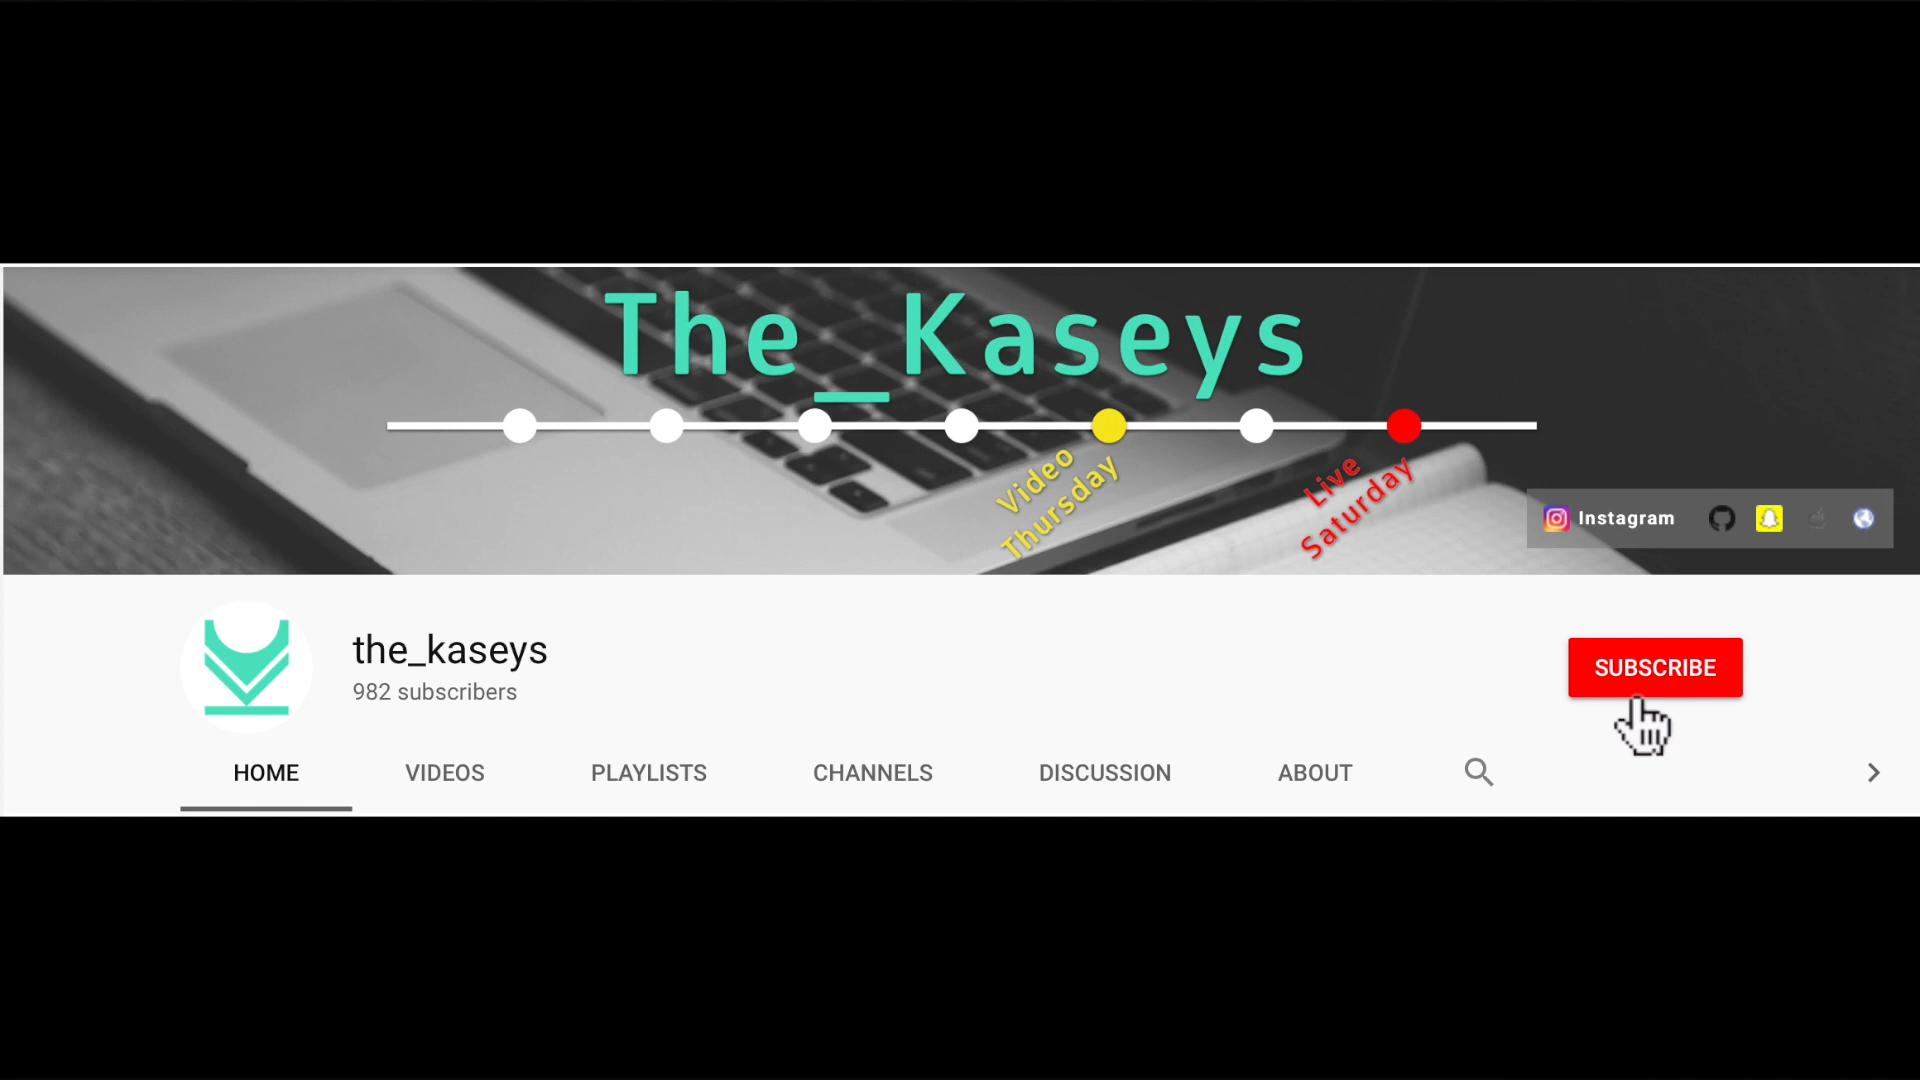 The_Kaseys
Video
Thursday
Live
Saturday
Instagram
the_kaseys
982 subscribers
SUBSCRIBE
HOME
VIDEOS
PLAYLISTS
CHANNELS
DISCUSSION
ABOUT